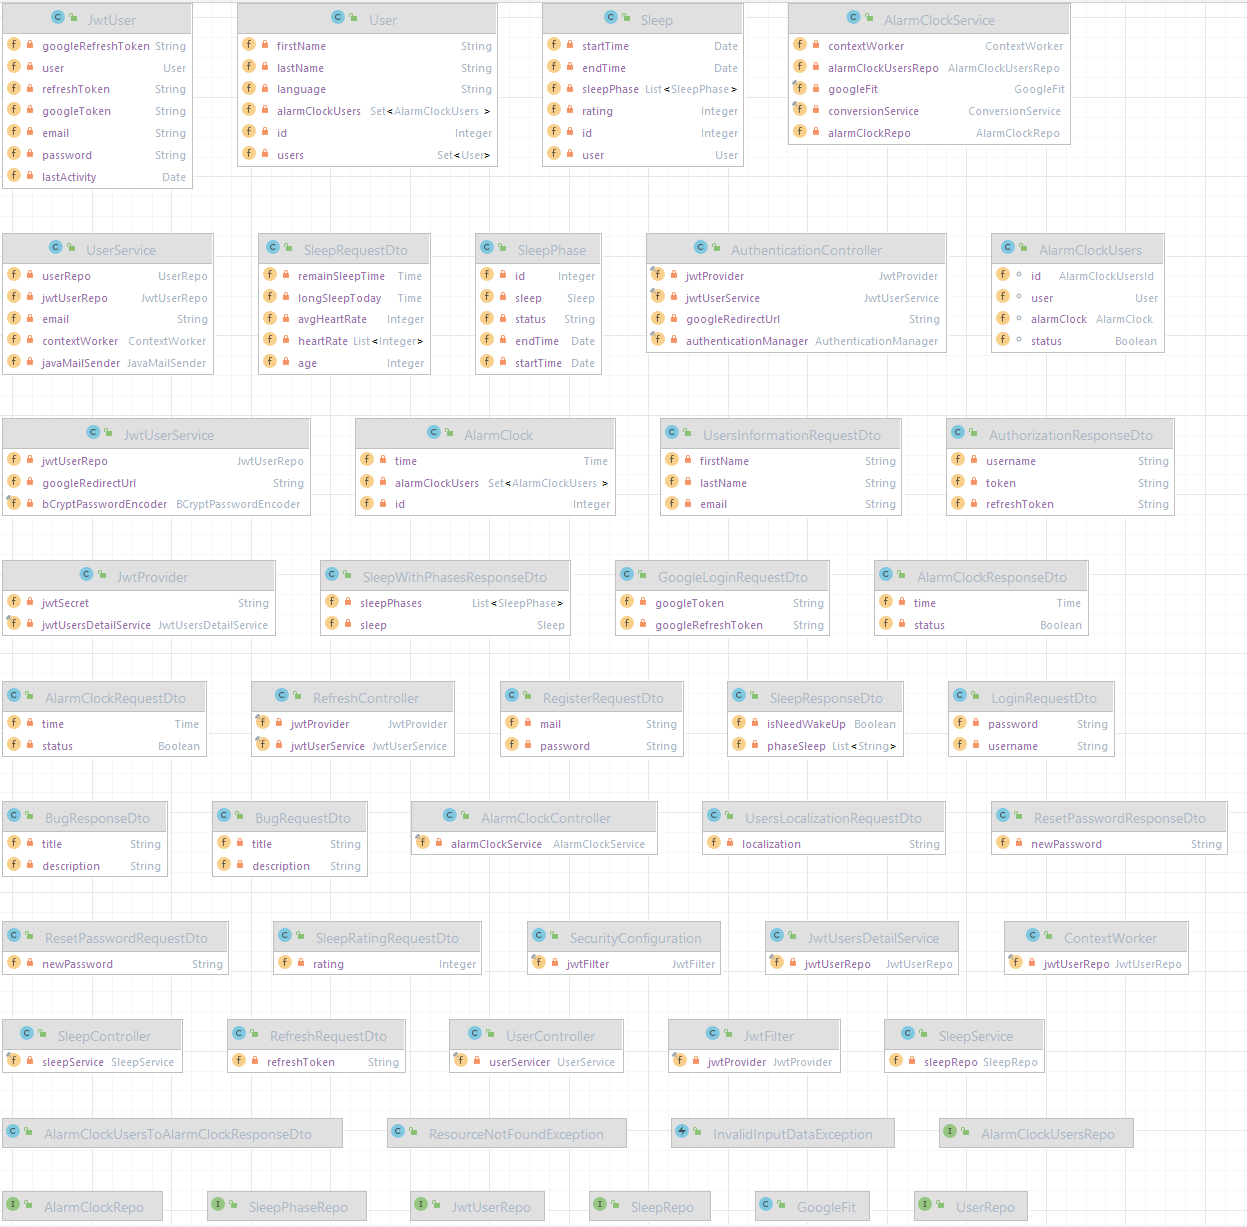 JwtUser
googleRefreshToken String
user User
refreshToken String
googleToken String
email String
password String
lastActivity Date
User
firstName String
lastName String
language String
alarmClockUsers Set<AlarmClockUsers >
id Integer
users Set<User>
Sleep
startTime Date
endTime Date
sleepPhase List<SleepPhase>
rating Integer
id Integer
user User
AlarmClockService
contextWorker ContextWorker
alarmClockUsersRepo AlarmClockUsersRepo
googleFit GoogleFit
conversionService ConversionService
alarmClockRepo AlarmClockRepo
UserService
userRepo UserRepo
jwtUserRepo JwtUserRepo
email String
contextWorker ContextWorker
javaMailSender JavaMailSender
SleepRequestDto
remainSleepTime Time
longSleepToday Time
avgHeartRate Integer
heartRate List<Integer>
age Integer
SleepPhase
id Integer
sleep Sleep
status String
endTime Date
startTime Date
AuthenticationController
jwtProvider JwtProvider
jwtUserService JwtUserService
googleRedirectUrl String
authenticationManager AuthenticationManager
AlarmClockUsers
id AlarmClockUsersId
user User
alarmClock AlarmClock
status Boolean
JwtUserService
jwtUserRepo JwtUserRepo
googleRedirectUrl String
bCryptPasswordEncoder BCryptPasswordEncoder
AlarmClock
time Time
alarmClockUsers Set<AlarmClockUsers >
id Integer
UsersInformationRequestDto
firstName String
lastName String
email String
AuthorizationResponseDto
username String
token String
refreshToken String
JwtProvider
jwtSecret String
jwtUsersDetailService JwtUsersDetailService
SleepWithPhasesResponseDto
sleepPhases List<SleepPhase>
sleep Sleep
GoogleLoginRequestDto
googleToken String
googleRefreshToken String
AlarmClockResponseDto
time Time
status Boolean
AlarmClockRequestDto
time Time
status Boolean
RefreshController
jwtProvider JwtProvider
jwtUserService JwtUserService
RegisterRequestDto
mail String
password String
SleepResponseDto
isNeedWakeUp Boolean
phaseSleep List<String>
LoginRequestDto
password String
username String
BugResponseDto
title String
description String
BugRequestDto
title String
description String
AlarmClockController
alarmClockService AlarmClockService
UsersLocalizationRequestDto
localization String
ResetPasswordResponseDto
newPassword String
ResetPasswordRequestDto
newPassword String
SleepRatingRequestDto
rating Integer
SecurityConfiguration
jwtFilter JwtFilter
JwtUsersDetailService
jwtUserRepo JwtUserRepo
ContextWorker
jwtUserRepo JwtUserRepo
SleepController
sleepService SleepService
RefreshRequestDto
refreshToken String
UserController
userServicer UserService
JwtFilter
jwtProvider JwtProvider
SleepService
sleepRepo SleepRepo
AlarmClockUsersToAlarmClockResponseDto
ResourceNotFoundException
InvalidInputDataException
AlarmClockUsersRepo
AlarmClockRepo
SleepPhaseRepo
JwtUserRepo
SleepRepo
GoogleFit
UserRepo